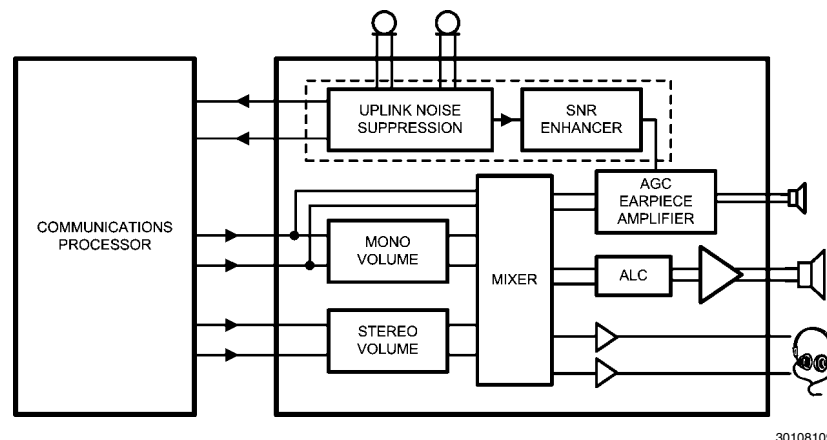 UPLINK NOISE
SUPPRESSION
SNR
ENHANCER
AGC
EARPIECE
AMPLIFIER
COMMUNICATIONS
PROCESSOR
MONO
VOLUME
MIXER
ALC
STEREO
VOLUME